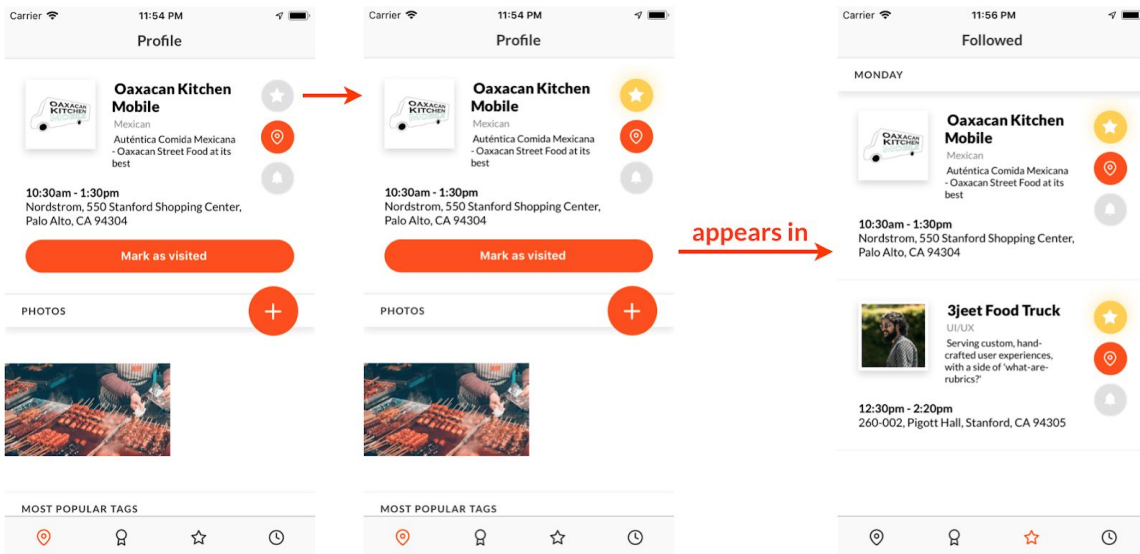 Carrier 11:54 PM
Profile
OAXACAN
KITCHEN
Oaxacan Kitchen
Mobile
Mexican
Auténtica Comida Mexicana
- Oaxacan Street Food at its
best
10:30am - 1:30pm
Nordstrom, 550 Stanford Shopping Center,
Palo Alto, CA 94304
Mark as visited
PHOTOS
MOST POPULAR TAGS
Carrier 11:54 PM
Profile
OAXACAN
KITCHEN
Oaxacan Kitchen
Mobile
Mexican
Auténtica Comida Mexicana
- Oaxacan Street Food at its
best
10:30am - 1:30pm
Nordstrom, 550 Stanford Shopping Center,
Palo Alto, CA 94304
Mark as visited
PHOTOS
MOST POPULAR TAGS
appears in
Carrier 11:56 PM
Followed
MONDAY
OAXACAN
KITCHEN
Oaxacan Kitchen
Mobile
Mexican
Auténtica Comida Mexicana
- Oaxacan Street Food at its
best
10:30am - 1:30pm
Nordstrom, 550 Stanford Shopping Center,
Palo Alto, CA 94304
3jeet Food Truck
UI/UX
Serving custom, hand-
crafted user experiences,
with a side of 'what-are-
rubrics?'
12:30pm - 2:20pm
260-002, Pigott Hall, Stanford, CA 94305